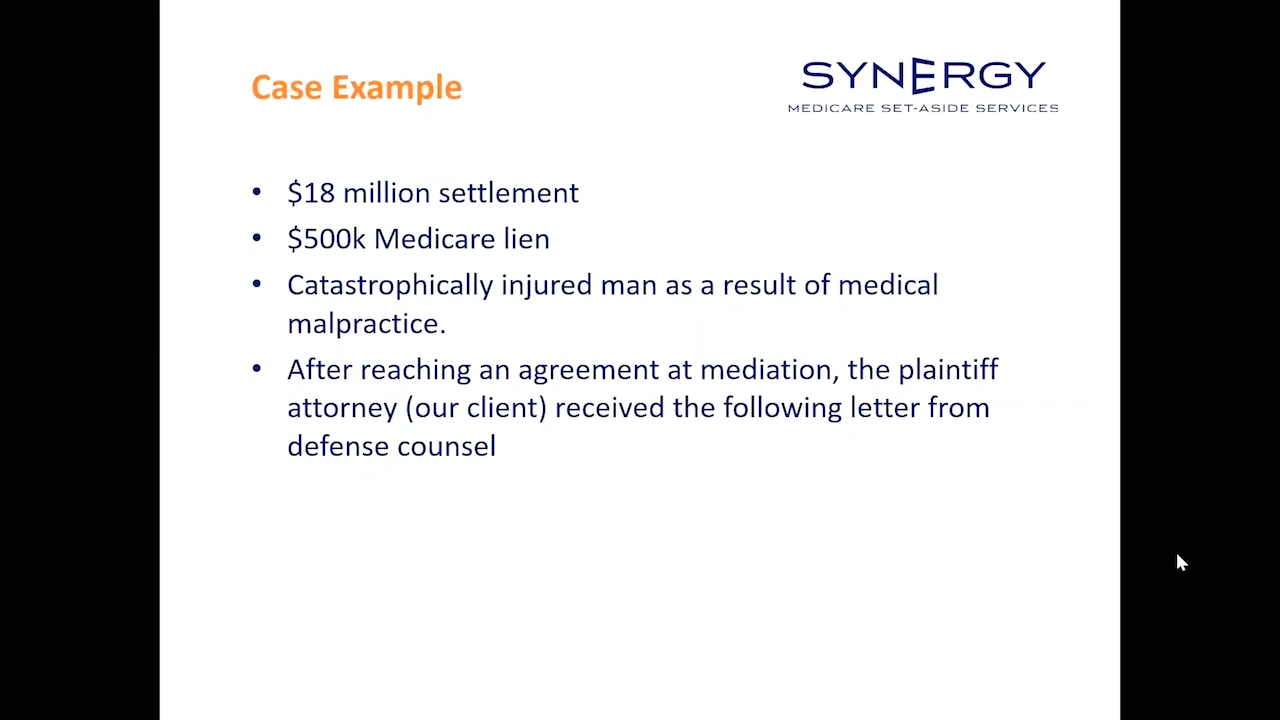 Case Example
SYNERGY
MEDICARE SET-ASIDE SERVICES
• $18 million settlement
• $500k Medicare lien
• Catastrophically injured man as a result of medical
malpractice.
• After reaching an agreement at mediation, the plaintiff
attorney (our client) received the following letter from
defense counsel